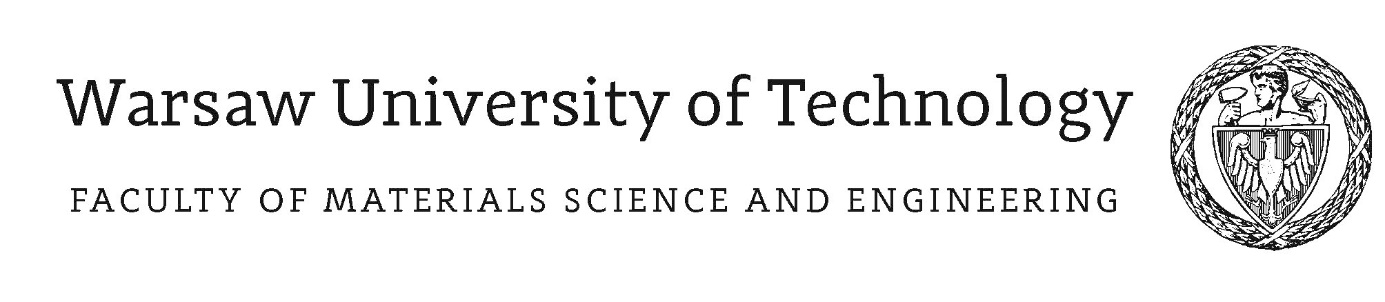 Warsaw University of Technology
FACULTY OF MATERIALS SCIENCE AND ENGINEERING